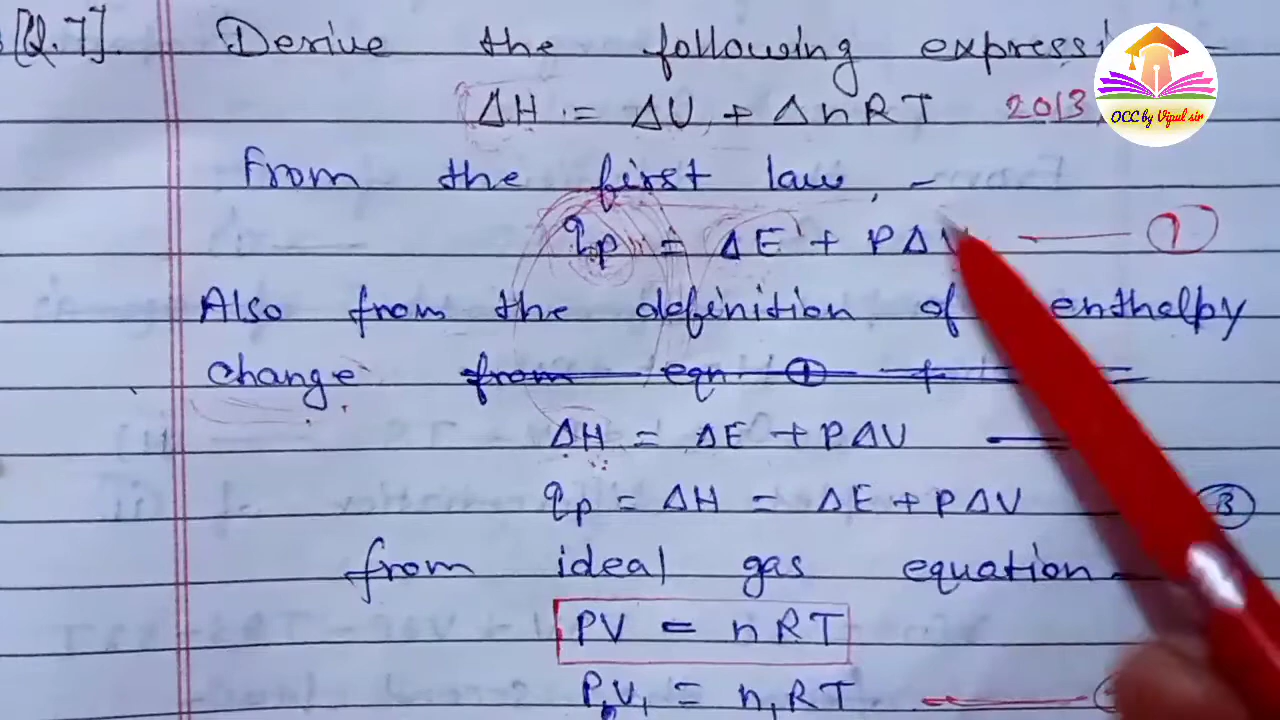 [Q.7]. Derive the following expressi
ΔH = ΔU + ΔnRT 2013,
OCC by Vipul sir
From the first law, -
qp = ΔE + PΔV —— ①
Also from the definition of enthalpy
change from eqn ①
ΔH = ΔE + PΔV —
qp = ΔH = ΔE + PΔV ③
from ideal gas equation -
PV = nRT
P₁V₁ = n₁RT ——